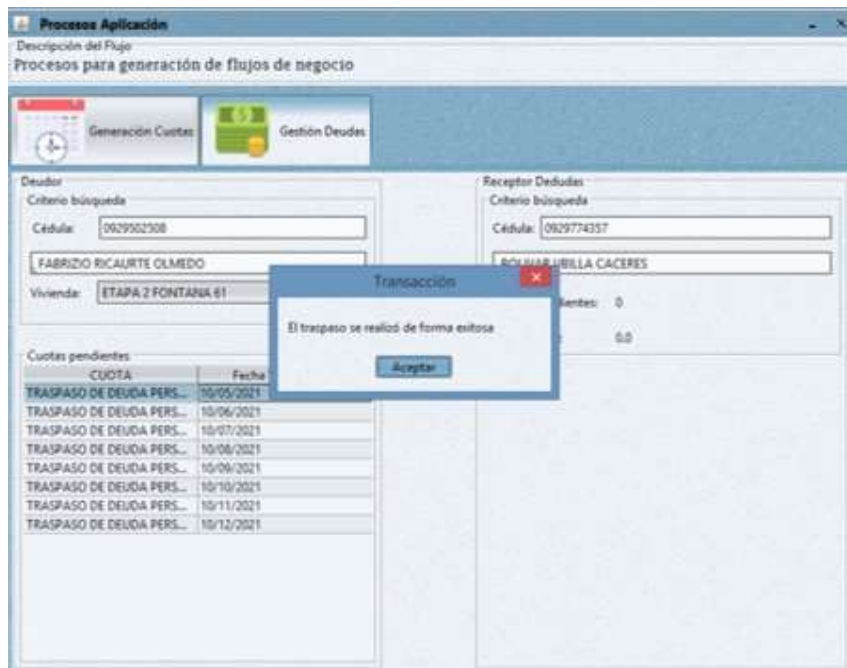 Procesos Aplicación
Descripción del Flujo
Procesos para generación de flujos de negocio
Generación Cuotas
Gestión Deudas
Deudor
Criterio búsqueda
Cédula: 0929502508
FABRIZIO RICAURTE OLMEDO
Vivienda: ETAPA 2 FONTANA 61
Receptor Dedudas
Criterio búsqueda
Cédula: 0929774357
UBILLA CACERES
dientes: 0
0.0
Transacción
El traspaso se realizó de forma exitosa
Aceptar
Cuotas pendientes
CUOTA Fecha
TRASPASO DE DEUDA PERS... 10/05/2021
TRASPASO DE DEUDA PERS... 10/06/2021
TRASPASO DE DEUDA PERS... 10/07/2021
TRASPASO DE DEUDA PERS... 10/08/2021
TRASPASO DE DEUDA PERS... 10/09/2021
TRASPASO DE DEUDA PERS... 10/10/2021
TRASPASO DE DEUDA PERS... 10/11/2021
TRASPASO DE DEUDA PERS... 10/12/2021